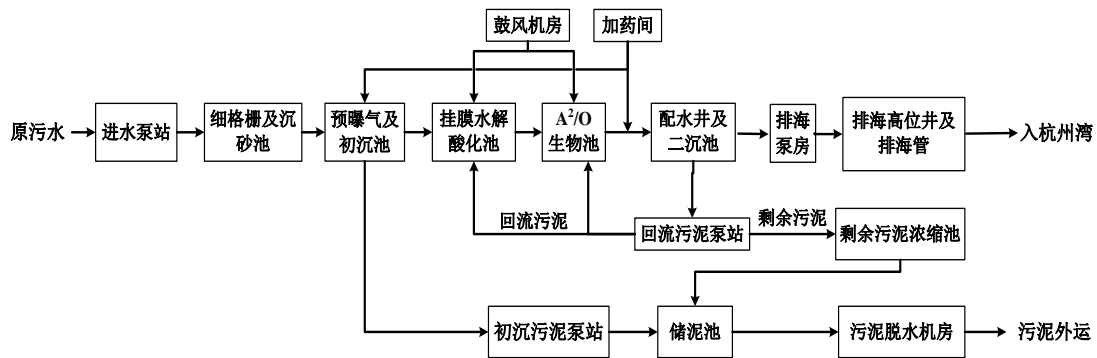 鼓风机房
加药间
原污水
进水泵站
细格栅及沉
砂池
预曝气及
初沉池
挂膜水解
酸化池
A²/O
生物池
配水井及
二沉池
排海
泵房
排海高位井及
排海管
入杭州湾
回流污泥
回流污泥泵站
剩余污泥
剩余污泥浓缩池
初沉污泥泵站
储泥池
污泥脱水机房
污泥外运